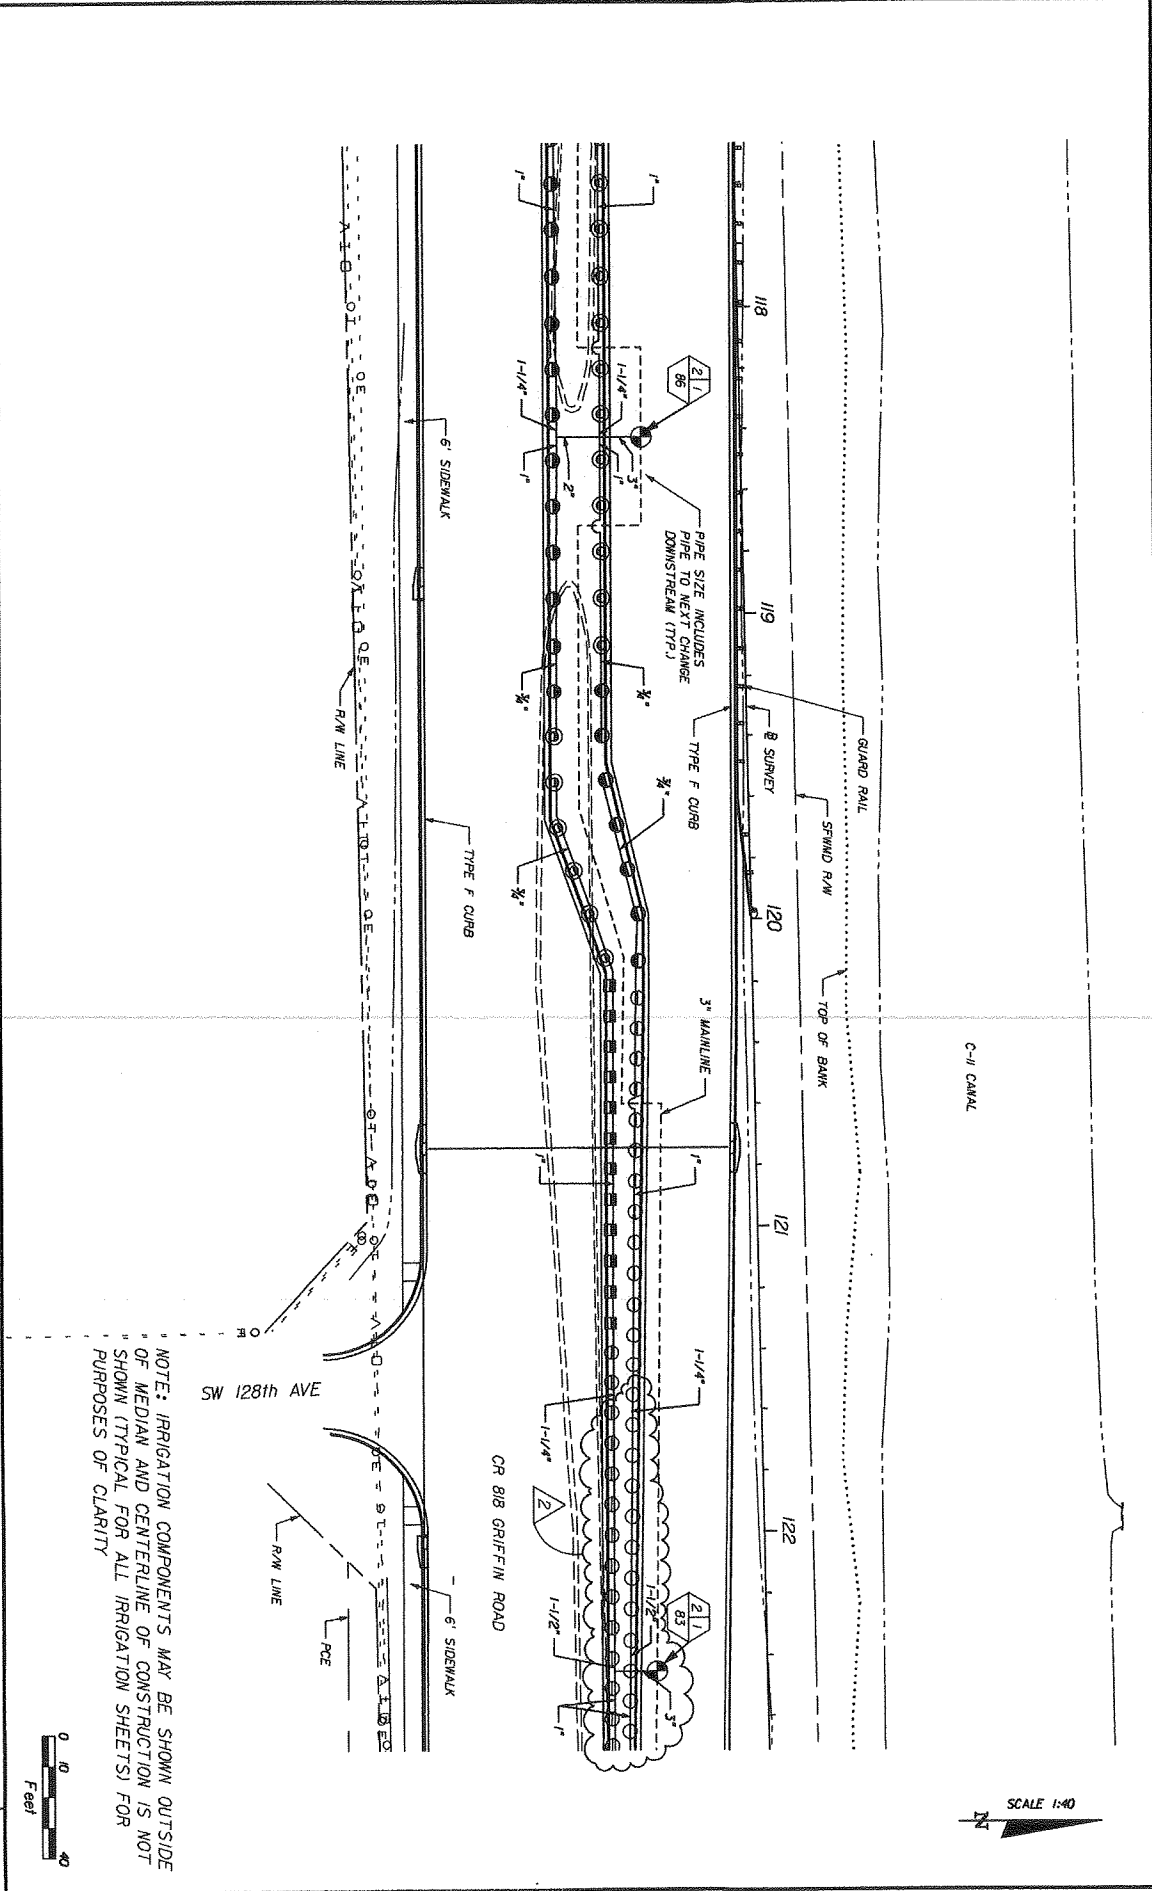 C-11 CANAL
TOP OF BANK
SFWMD R/W
GUARD RAIL
B SURVEY
118
119
120
121
122
TYPE F CURB
3" MAINLINE
PIPE SIZE INCLUDES
PIPE TO NEXT CHANGE
DOWNSTREAM (TYP.)
2 1
86
2 1
83
1"
1-1/4"
1"
3"
3/4"
3/4"
1"
1-1/4"
1-1/2"
3"
1"
1-1/4"
1"
2"
3/4"
3/4"
1"
1-1/4"
1-1/2"
1"
2
CR 818 GRIFFIN ROAD
6' SIDEWALK
TYPE F CURB
6' SIDEWALK
R/W LINE
SW 128th AVE
R/W LINE
PCE
NOTE: IRRIGATION COMPONENTS MAY BE SHOWN OUTSIDE
OF MEDIAN AND CENTERLINE OF CONSTRUCTION IS NOT
SHOWN (TYPICAL FOR ALL IRRIGATION SHEETS) FOR
PURPOSES OF CLARITY
SCALE 1:40
N
0 10 40
Feet